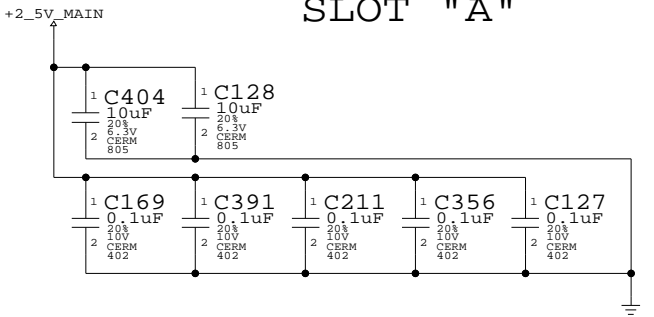 SLOT "A"
+2_5V_MAIN
1 C404
10uF
20%
2 6.3V
CERM
805
1 C128
10uF
20%
2 6.3V
CERM
805
1 C169
0.1uF
20%
2 10V
CERM
402
1 C391
0.1uF
20%
2 10V
CERM
402
1 C211
0.1uF
20%
2 10V
CERM
402
1 C356
0.1uF
20%
2 10V
CERM
402
1 C127
0.1uF
20%
2 10V
CERM
402